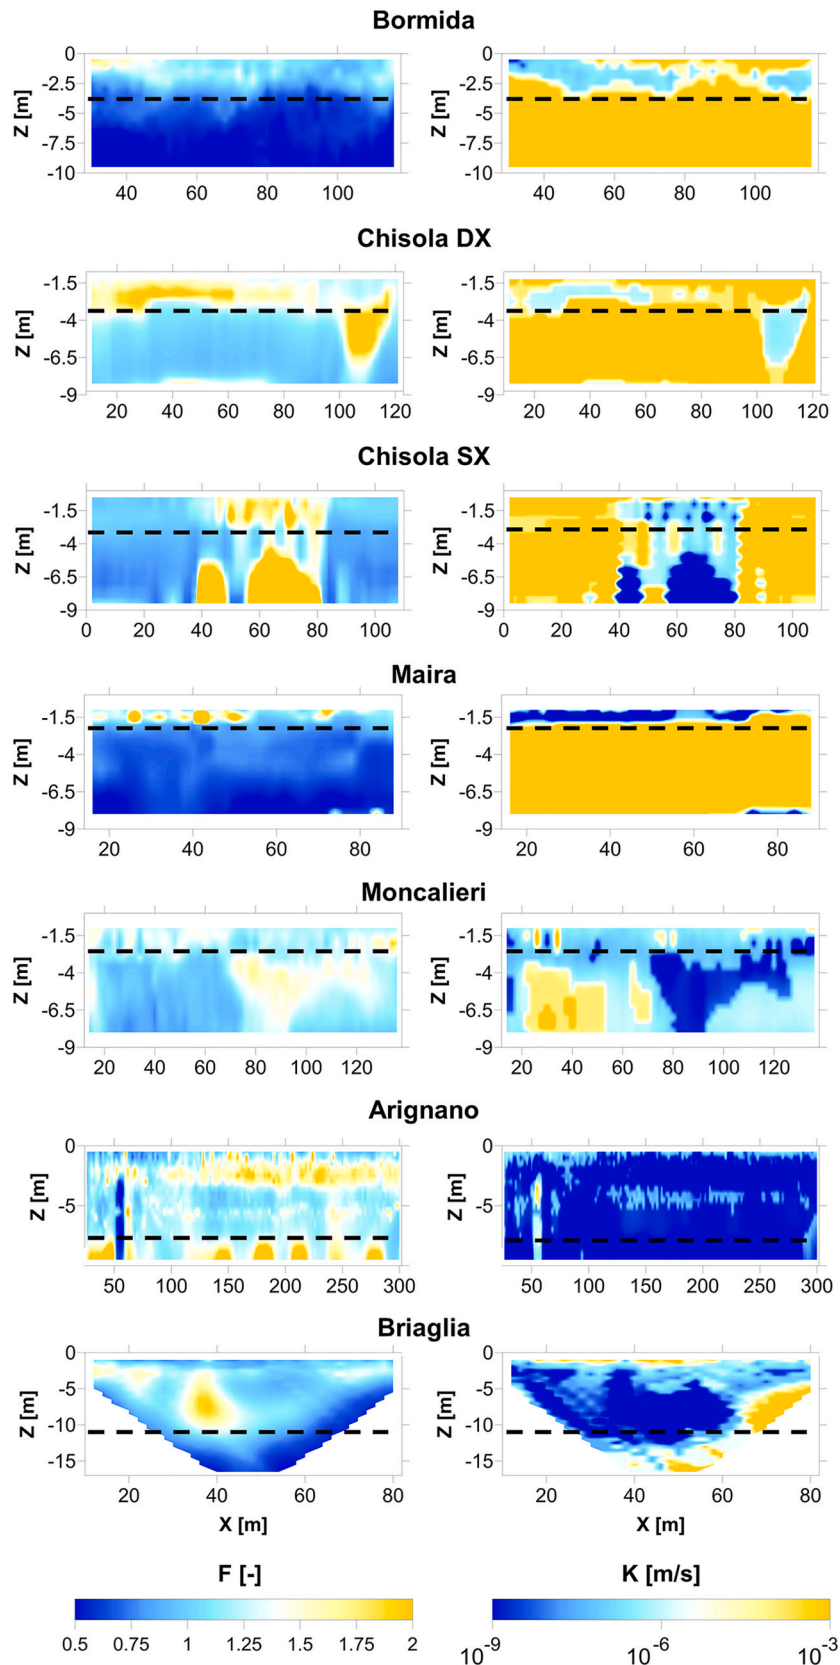 Bormida
0
-2.5
-5
-7.5
-10
Z [m]
40 60 80 100
0
-2.5
-5
-7.5
-10
Z [m]
40 60 80 100
Chisola DX
-1.5
-4
-6.5
-9
Z [m]
20 40 60 80 100 120
-1.5
-4
-6.5
-9
Z [m]
20 40 60 80 100 120
Chisola SX
-1.5
-4
-6.5
-9
Z [m]
0 20 40 60 80 100
-1.5
-4
-6.5
-9
Z [m]
0 20 40 60 80 100
Maira
-1.5
-4
-6.5
-9
Z [m]
20 40 60 80
-1.5
-4
-6.5
-9
Z [m]
20 40 60 80
Moncalieri
-1.5
-4
-6.5
-9
Z [m]
20 40 60 80 100 120
-1.5
-4
-6.5
-9
Z [m]
20 40 60 80 100 120
Arignano
0
-5
Z [m]
50 100 150 200 250 300
0
-5
Z [m]
50 100 150 200 250 300
Briaglia
0
-5
-10
-15
Z [m]
20 40 60 80
X [m]
0
-5
-10
-15
Z [m]
20 40 60 80
X [m]
F [-]
0.5 0.75 1 1.25 1.5 1.75 2
K [m/s]
10⁻⁹ 10⁻⁶ 10⁻³